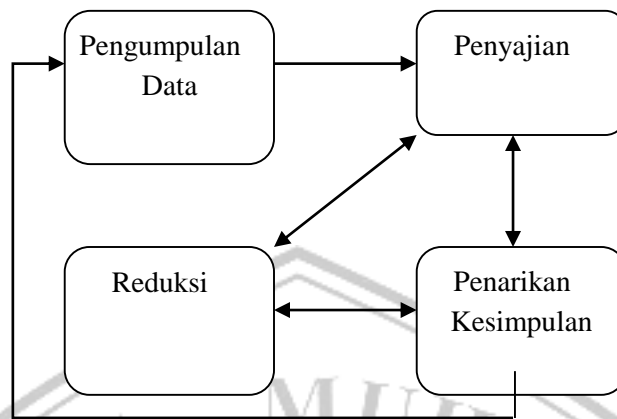 Pengumpulan
Data
Penyajian
Reduksi
Penarikan
Kesimpulan